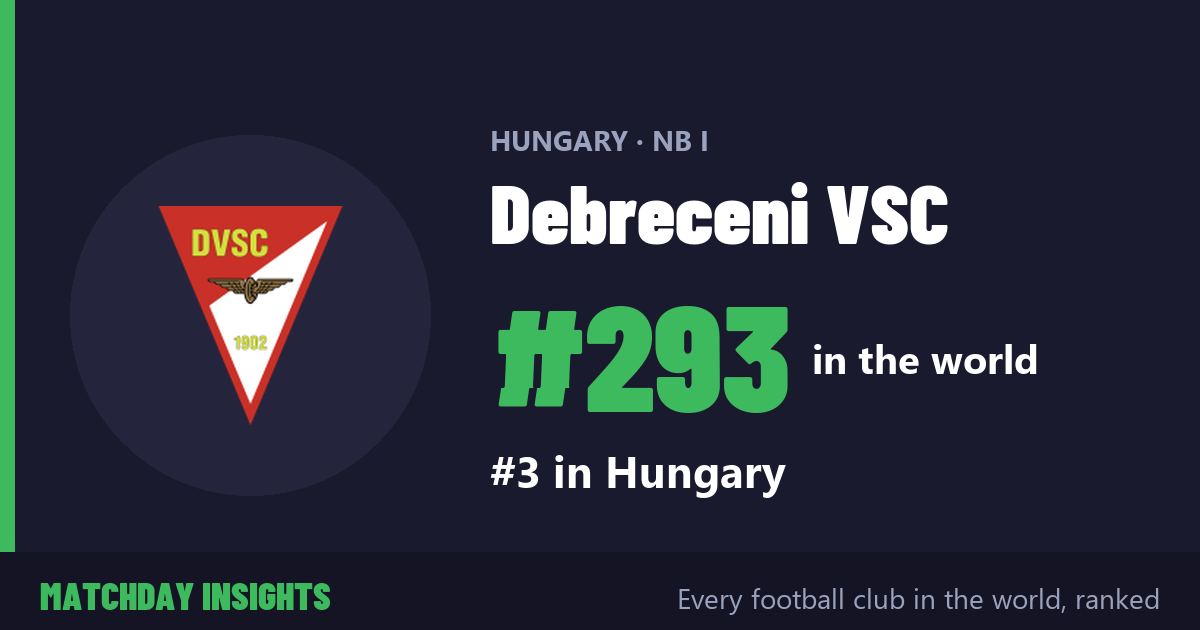 HUNGARY · NB I
Debreceni VSC
#293 in the world
#3 in Hungary
DVSC
1902
MATCHDAY INSIGHTS
Every football club in the world, ranked